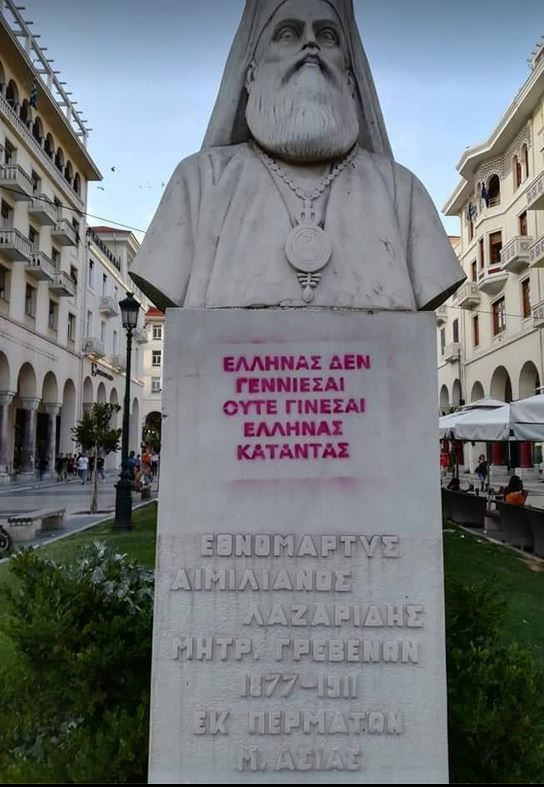 ΕΛΛΗΝΑΣ ΔΕΝ
ΓΕΝΝΙΕΣΑΙ
ΟΥΤΕ ΓΙΝΕΣΑΙ
ΕΛΛΗΝΑΣ
ΚΑΤΑΝΤΑΣ
ΕΘΝΟΜΑΡΤΥΣ
ΑΙΜΙΛΙΑΝΟΣ
ΛΑΖΑΡΙΔΗΣ
ΜΗΤΡ. ΓΡΕΒΕΝΩΝ
1877-1911
ΕΚ ΠΕΡΜΑΤΩΝ
Μ. ΑΣΙΑΣ